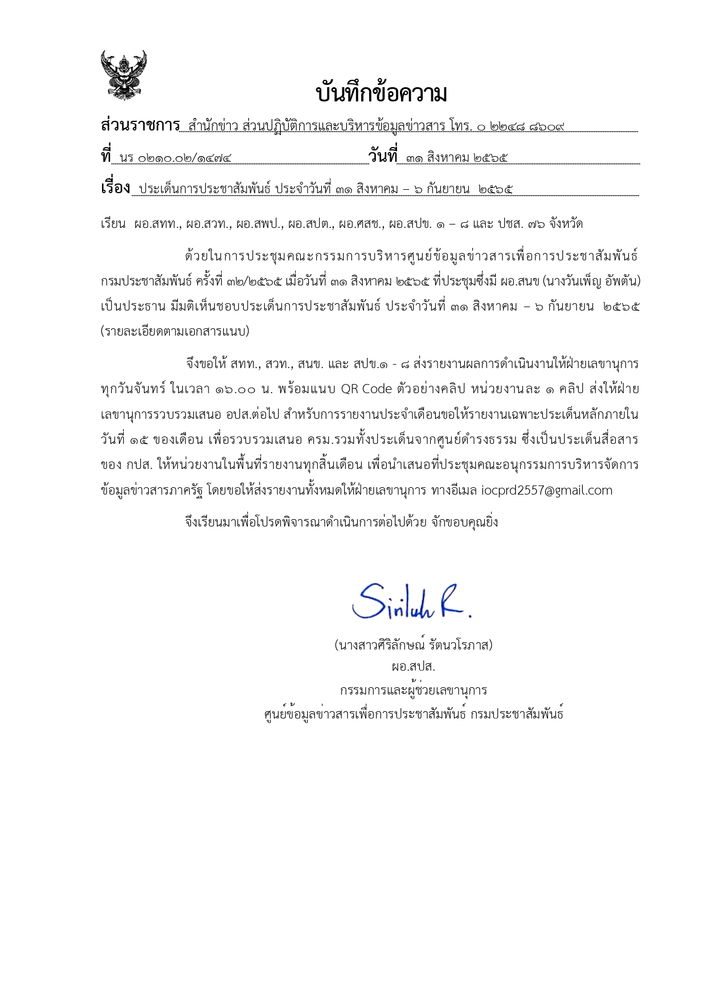 บันทึกข้อความ
ส่วนราชการ สำนักข่าว ส่วนปฏิบัติการและบริหารข้อมูลข่าวสาร โทร. ๐ ๒๒๔๘ ๘๖๐๙
ที่ นร ๐๒๑๐.๐๒/๑๔๗๔ วันที่ ๓๑ สิงหาคม ๒๕๖๕
เรื่อง ประเด็นการประชาสัมพันธ์ ประจำวันที่ ๓๑ สิงหาคม – ๖ กันยายน ๒๕๖๕
เรียน ผอ.สทท., ผอ.สวท., ผอ.สพป., ผอ.สปต., ผอ.ศสช., ผอ.สปข. ๑ – ๘ และ ปชส. ๗๖ จังหวัด
ด้วยในการประชุมคณะกรรมการบริหารศูนย์ข้อมูลข่าวสารเพื่อการประชาสัมพันธ์
กรมประชาสัมพันธ์ ครั้งที่ ๓๒/๒๕๖๕ เมื่อวันที่ ๓๑ สิงหาคม ๒๕๖๕ ที่ประชุมซึ่งมี ผอ.สนข (นางวันเพ็ญ อัพตัน)
เป็นประธาน มีมติเห็นชอบประเด็นการประชาสัมพันธ์ ประจำวันที่ ๓๑ สิงหาคม – ๖ กันยายน ๒๕๖๕
(รายละเอียดตามเอกสารแนบ)
จึงขอให้ สทท., สวท., สนข. และ สปข.๑ - ๘ ส่งรายงานผลการดำเนินงานให้ฝ่ายเลขานุการ
ทุกวันจันทร์ ในเวลา ๑๖.๐๐ น. พร้อมแนบ QR Code ตัวอย่างคลิป หน่วยงานละ ๑ คลิป ส่งให้ฝ่าย
เลขานุการรวบรวมเสนอ อปส.ต่อไป สำหรับการรายงานประจำเดือนขอให้รายงานเฉพาะประเด็นหลักภายใน
วันที่ ๑๕ ของเดือน เพื่อรวบรวมเสนอ ครม.รวมทั้งประเด็นจากศูนย์ดำรงธรรม ซึ่งเป็นประเด็นสื่อสาร
ของ กปส. ให้หน่วยงานในพื้นที่รายงานทุกสิ้นเดือน เพื่อนำเสนอที่ประชุมคณะอนุกรรมการบริหารจัดการ
ข้อมูลข่าวสารภาครัฐ โดยขอให้ส่งรายงานทั้งหมดให้ฝ่ายเลขานุการ ทางอีเมล iocprd2557@gmail.com
จึงเรียนมาเพื่อโปรดพิจารณาดำเนินการต่อไปด้วย จักขอบคุณยิ่ง
(นางสาวศิริลักษณ์ รัตนวโรภาส)
ผอ.สปส.
กรรมการและผู้ช่วยเลขานุการ
ศูนย์ข้อมูลข่าวสารเพื่อการประชาสัมพันธ์ กรมประชาสัมพันธ์